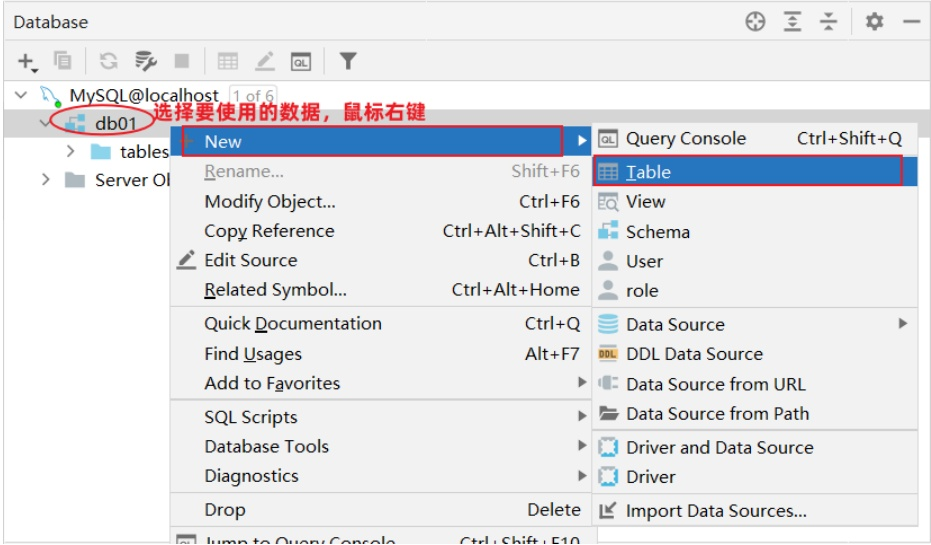 Database
MySQL@localhost 1 of 6
db01 选择要使用的数据，鼠标右键
tables
Server Ob
New
Rename... Shift+F6
Modify Object... Ctrl+F6
Copy Reference Ctrl+Alt+Shift+C
Edit Source Ctrl+B
Related Symbol... Ctrl+Alt+Home
Quick Documentation Ctrl+Q
Find Usages Alt+F7
Add to Favorites
SQL Scripts
Database Tools
Diagnostics
Drop Delete
Jump to Query Console... Ctrl+Shift+F10
QL Query Console Ctrl+Shift+Q
Table
View
Schema
User
role
Data Source
DDL DDL Data Source
Data Source from URL
Data Source from Path
Driver and Data Source
Driver
Import Data Sources...